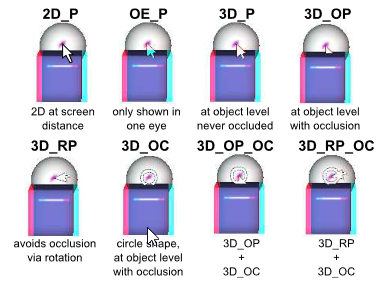 2D_P OE_P 3D_P 3D_OP
2D at screen only shown in at object level at object level
distance one eye never occluded with occlusion
3D_RP 3D_OC 3D_OP_OC 3D_RP_OC
avoids occlusion circle shape, 3D_OP 3D_RP
via rotation at object level + +
with occlusion 3D_OC 3D_OC